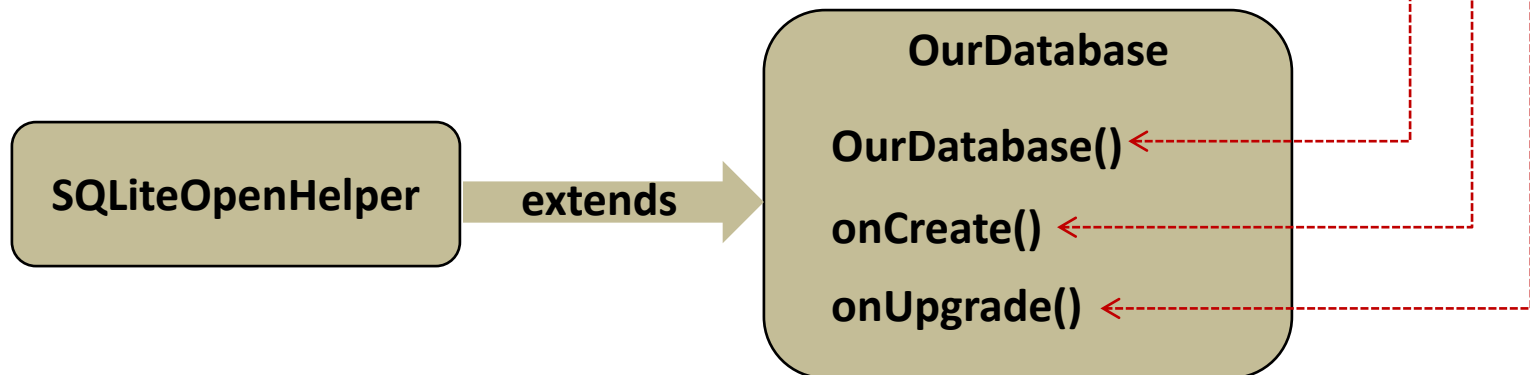 OurDatabase
SQLiteOpenHelper
extends
OurDatabase()
onCreate()
onUpgrade()